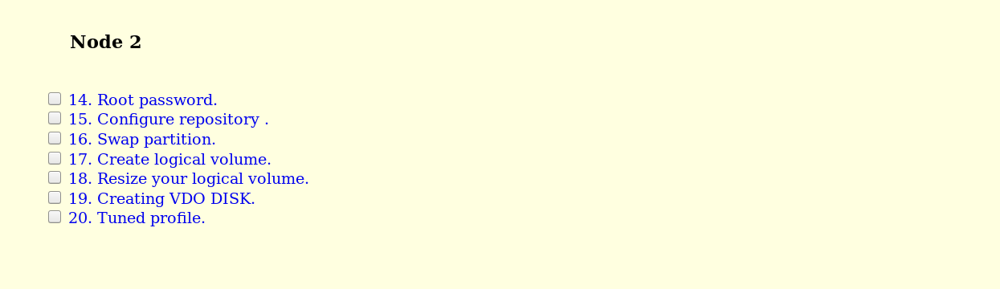 Node 2
14. Root password.
15. Configure repository .
16. Swap partition.
17. Create logical volume.
18. Resize your logical volume.
19. Creating VDO DISK.
20. Tuned profile.